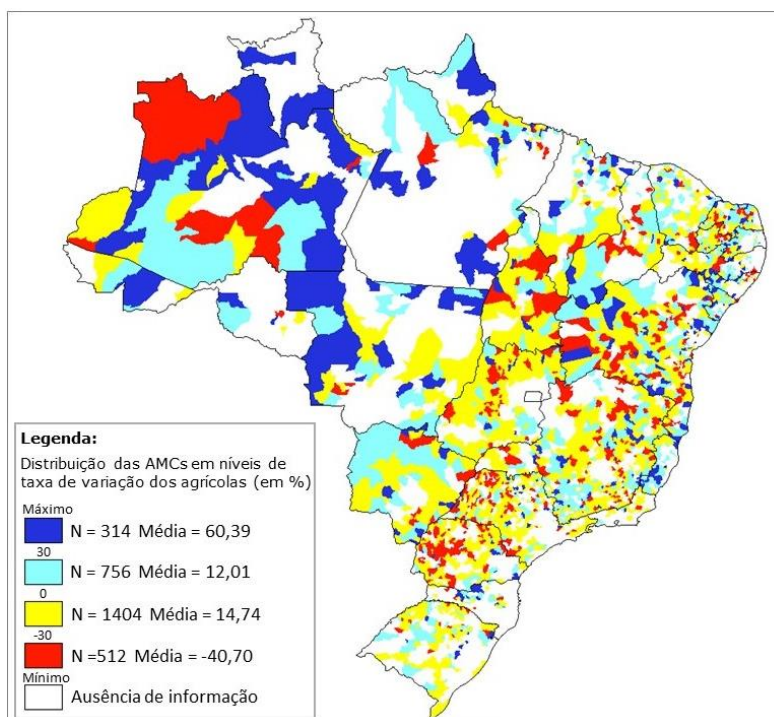 Legenda:
Distribuição das AMCs em níveis de
taxa de variação dos agrícolas (em %)
Máximo
N = 314 Média = 60,39
30
N = 756 Média = 12,01
0
N = 1404 Média = 14,74
-30
N =512 Média = -40,70
Mínimo
Ausência de informação